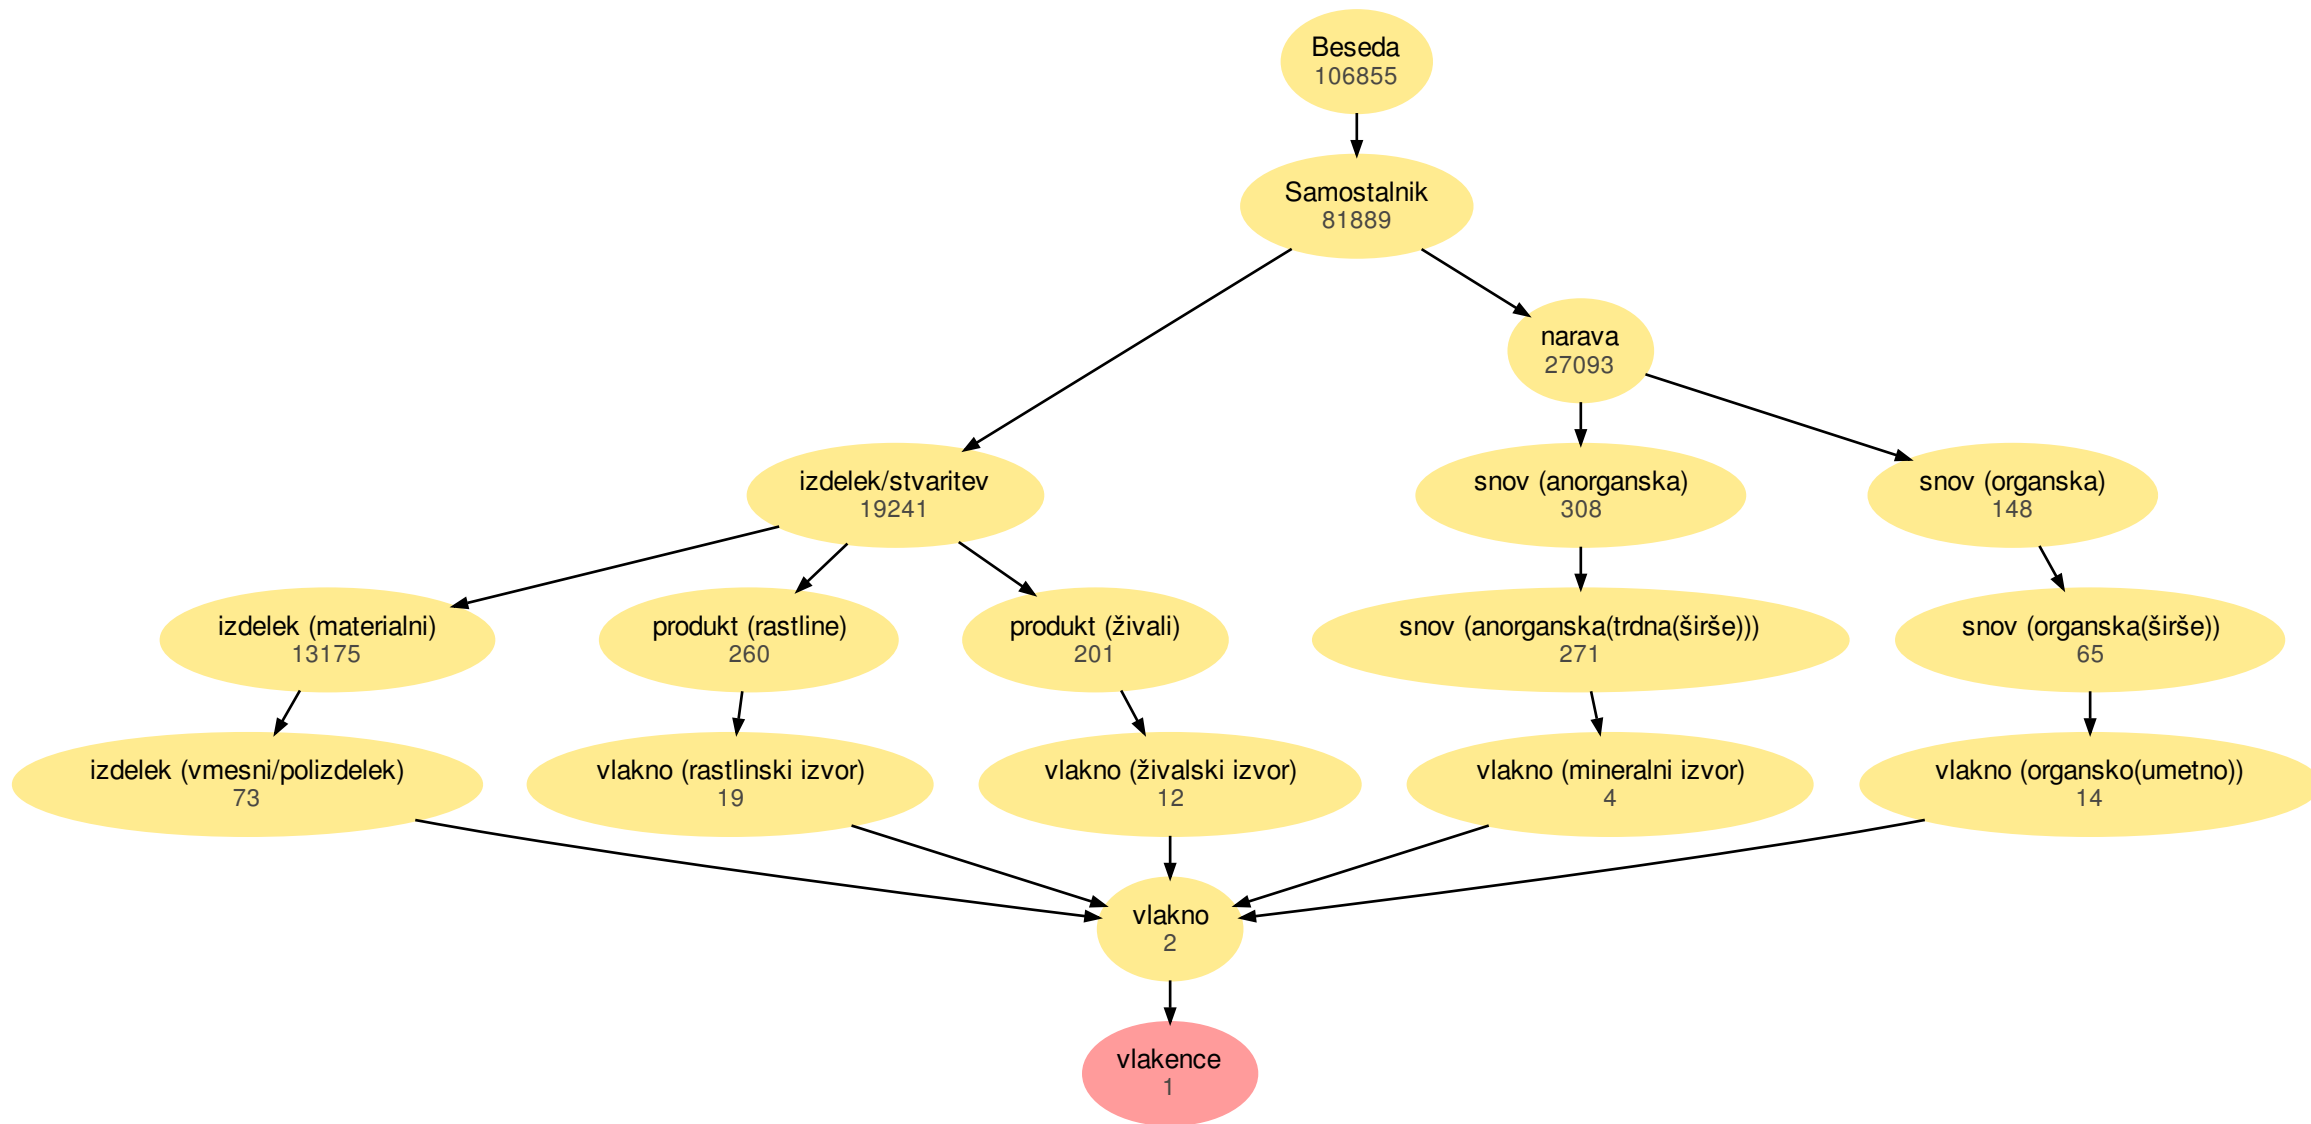 Beseda
106855
Samostalnik
81889
narava
27093
izdelek/stvaritev
19241
snov (anorganska)
308
snov (organska)
148
izdelek (materialni)
13175
produkt (rastline)
260
produkt (živali)
201
snov (anorganska(trdna(širše)))
271
snov (organska(širše))
65
izdelek (vmesni/polizdelek)
73
vlakno (rastlinski izvor)
19
vlakno (živalski izvor)
12
vlakno (mineralni izvor)
4
vlakno (organsko(umetno))
14
vlakno
2
vlakence
1